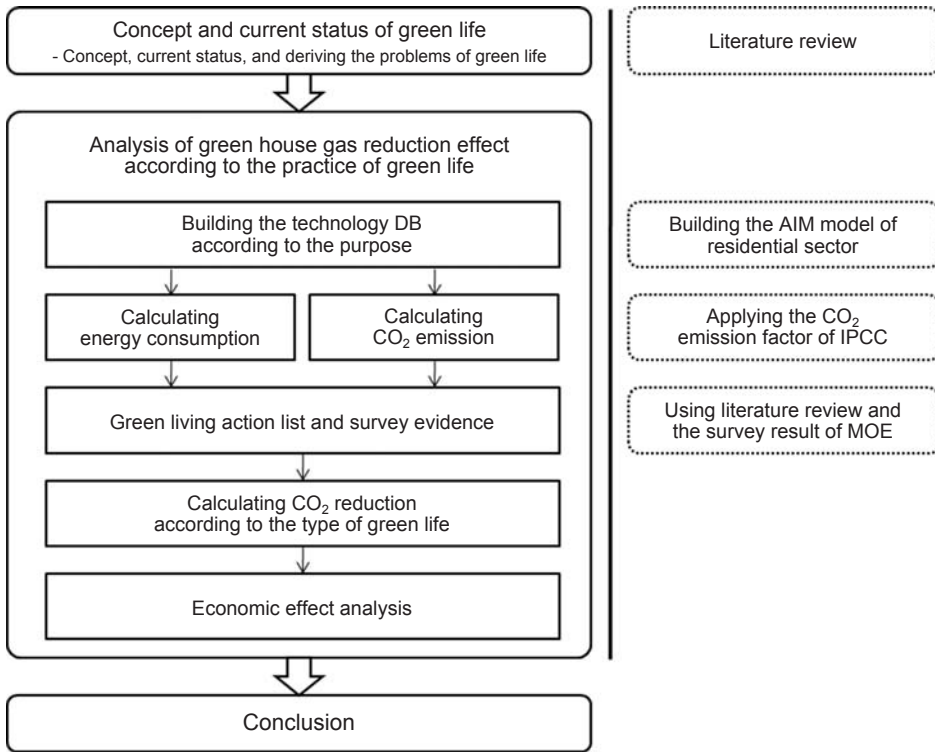 Concept and current status of green life
- Concept, current status, and deriving the problems of green life
Literature review
Analysis of green house gas reduction effect
according to the practice of green life
Building the technology DB
according to the purpose
Building the AIM model of
residential sector
Calculating
energy consumption
Calculating
CO₂ emission
Applying the CO₂
emission factor of IPCC
Green living action list and survey evidence
Using literature review and
the survey result of MOE
Calculating CO₂ reduction
according to the type of green life
Economic effect analysis
Conclusion